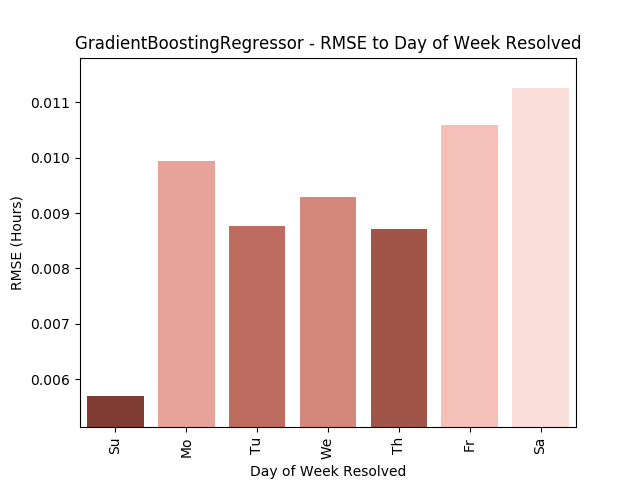 GradientBoostingRegressor - RMSE to Day of Week Resolved
0.011
0.010
0.009
0.008
0.007
0.006
RMSE (Hours)
Su Mo Tu We Th Fr Sa
Day of Week Resolved